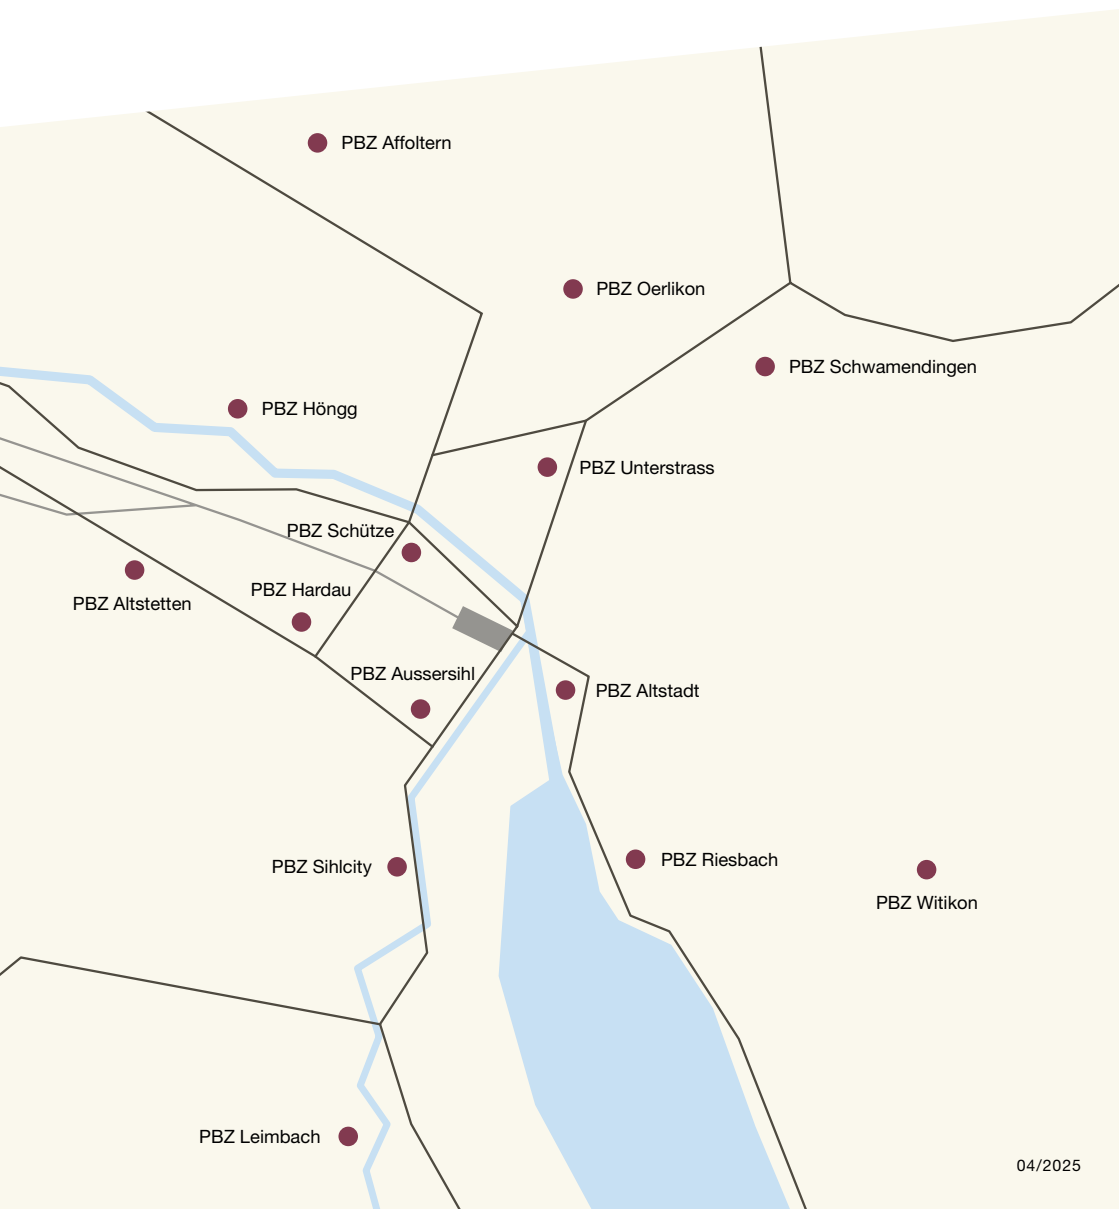 PBZ Affoltern
PBZ Oerlikon
PBZ Schwamendingen
PBZ Höngg
PBZ Unterstrass
PBZ Schütze
PBZ Hardau
PBZ Altstetten
PBZ Aussersihl
PBZ Altstadt
PBZ Riesbach
PBZ Sihlcity
PBZ Witikon
PBZ Leimbach
04/2025